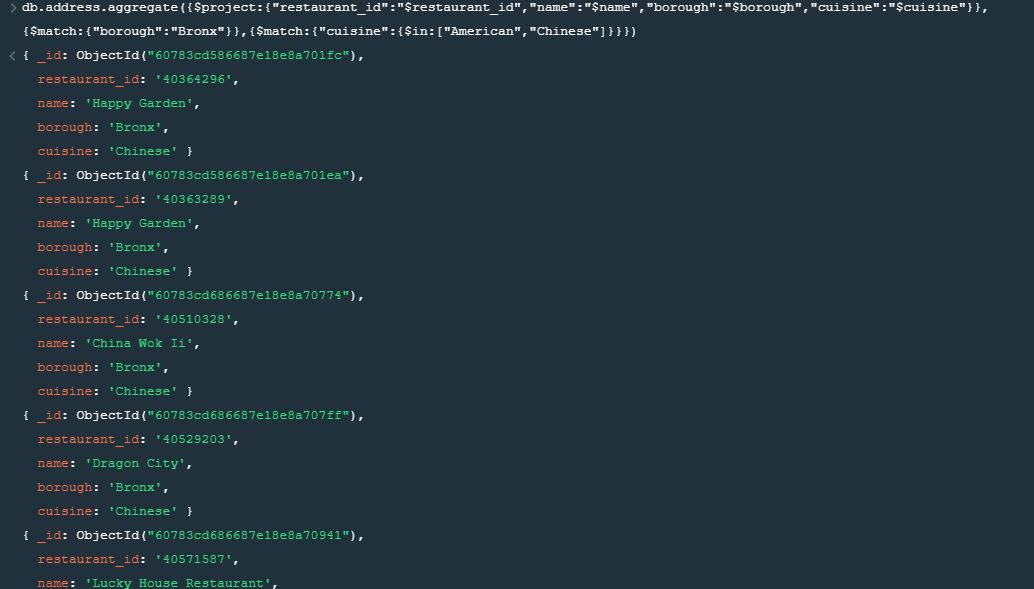 > db.address.aggregate({$project:{"restaurant_id":"$restaurant_id","name":"$name","borough":"$borough","cuisine":"$cuisine"}},
{$match:{"borough":"Bronx"}},{$match:{"cuisine":{$in:["American","Chinese"]}}})
< { _id: ObjectId("60783cd586687e18e8a701fc"),
restaurant_id: '40364296',
name: 'Happy Garden',
borough: 'Bronx',
cuisine: 'Chinese' }
{ _id: ObjectId("60783cd586687e18e8a701ea"),
restaurant_id: '40363289',
name: 'Happy Garden',
borough: 'Bronx',
cuisine: 'Chinese' }
{ _id: ObjectId("60783cd686687e18e8a70774"),
restaurant_id: '40510328',
name: 'China Wok Ii',
borough: 'Bronx',
cuisine: 'Chinese' }
{ _id: ObjectId("60783cd686687e18e8a707ff"),
restaurant_id: '40529203',
name: 'Dragon City',
borough: 'Bronx',
cuisine: 'Chinese' }
{ _id: ObjectId("60783cd686687e18e8a70941"),
restaurant_id: '40571587',
name: 'Lucky House Restaurant',